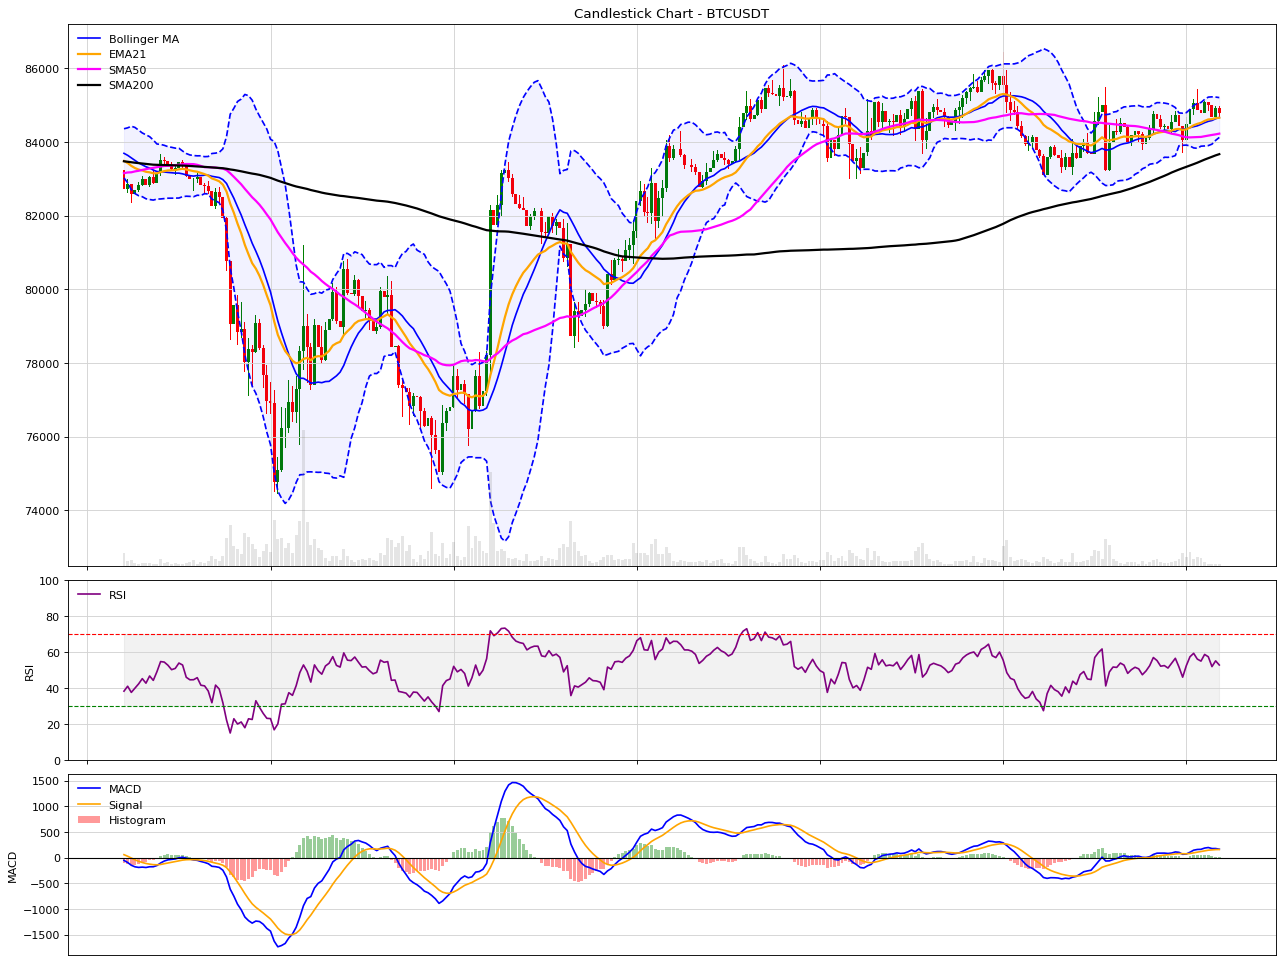 Candlestick Chart - BTCUSDT
Bollinger MA
EMA21
SMA50
SMA200
86000
84000
82000
80000
78000
76000
74000
RSI
RSI
100
80
60
40
20
0
MACD
Signal
Histogram
MACD
1500
1000
500
0
−500
−1000
−1500